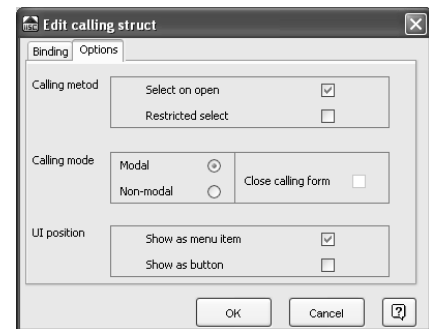 Edit calling struct
Binding Options
Calling metod
Select on open
Restricted select
Calling mode
Modal
Non-modal
Close calling form
UI position
Show as menu item
Show as button
OK Cancel